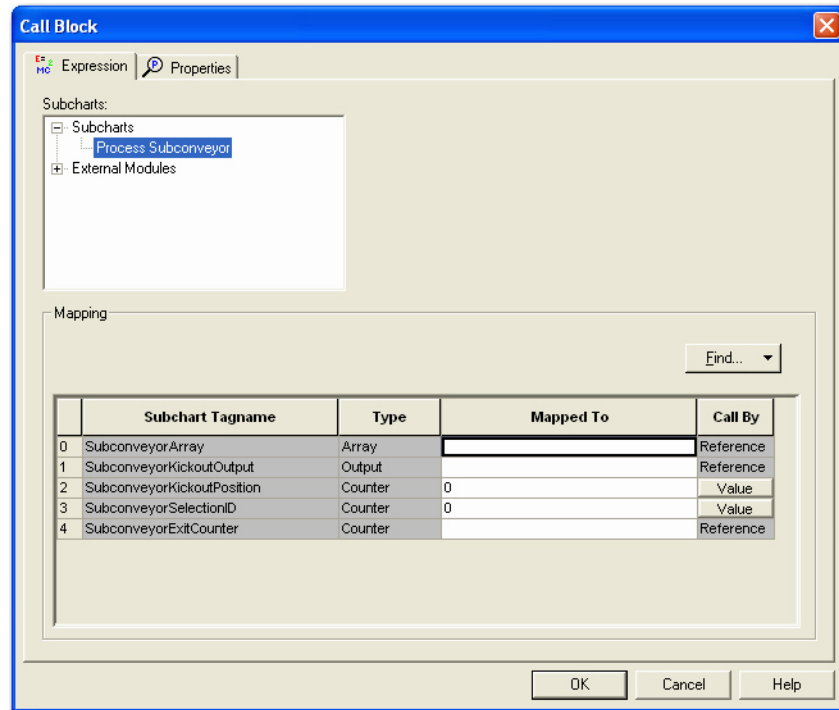 Call Block
E= MC 2 Expression P Properties
Subcharts:
Subcharts
Process Subconveyor
External Modules
Mapping
Find...
Subchart Tagname Type Mapped To Call By
0 SubconveyorArray Array Reference
1 SubconveyorKickoutOutput Output Reference
2 SubconveyorKickoutPosition Counter 0 Value
3 SubconveyorSelectionID Counter 0 Value
4 SubconveyorExitCounter Counter Reference
OK Cancel Help